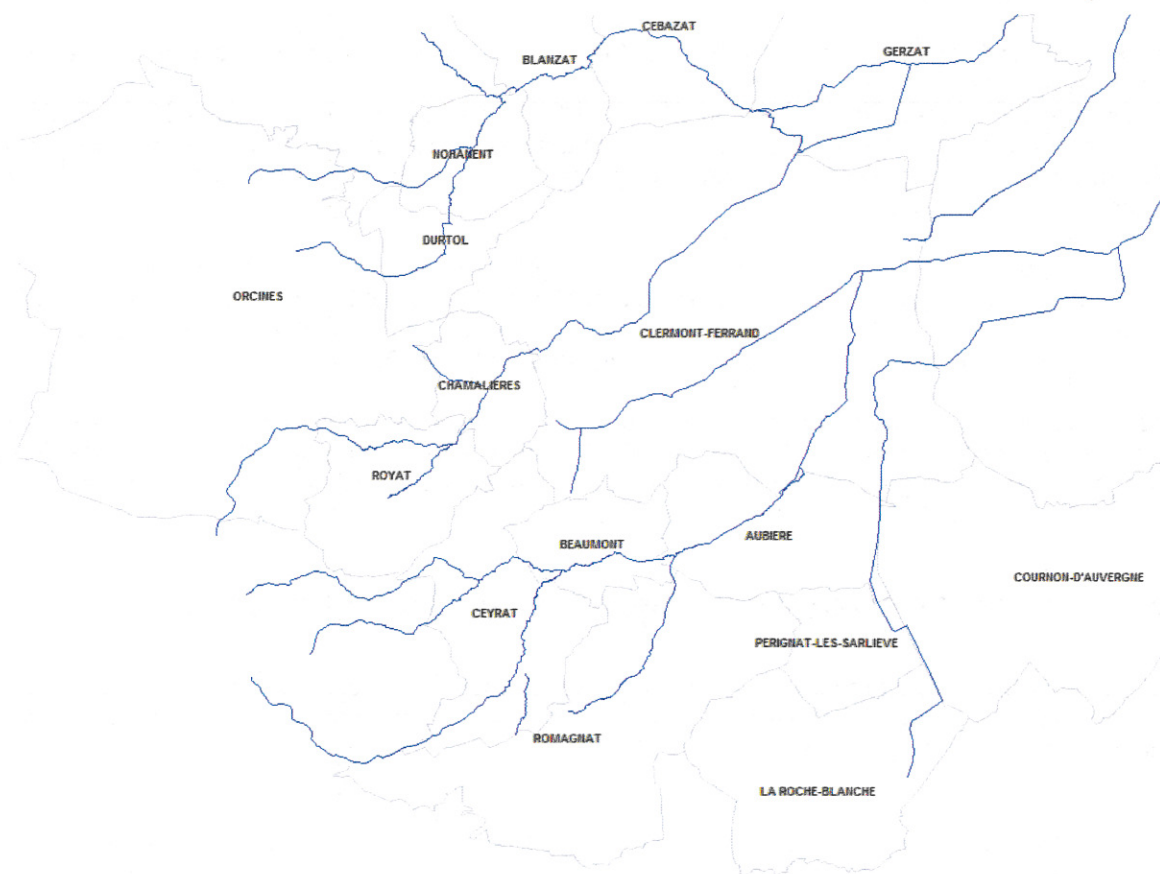 CEBAZAT
GERZAT
BLANZAT
NOHANENT
DURTOL
ORCINES
CLERMONT-FERRAND
CHAMALIÈRES
ROYAT
AUBIERE
BEAUMONT
COURNON-D'AUVERGNE
CEYRAT
PERIGNAT-LES-SARLIEVE
ROMAGNAT
LA ROCHE-BLANCHE